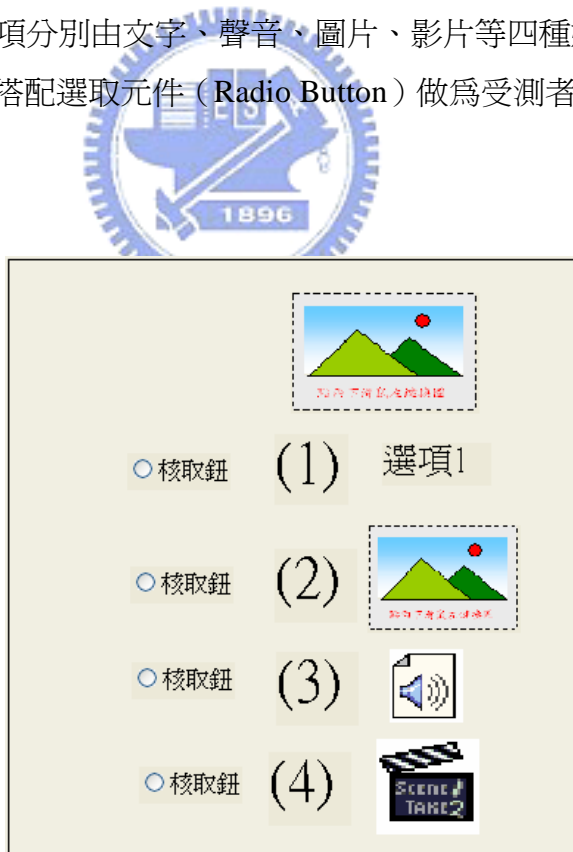 項分別由文字、聲音、圖片、影片等四種
搭配選取元件（Radio Button）做為受測者
1896
核取鈕 (1) 選項1
核取鈕 (2)
核取鈕 (3)
核取鈕 (4)
SCENE
TAKE2